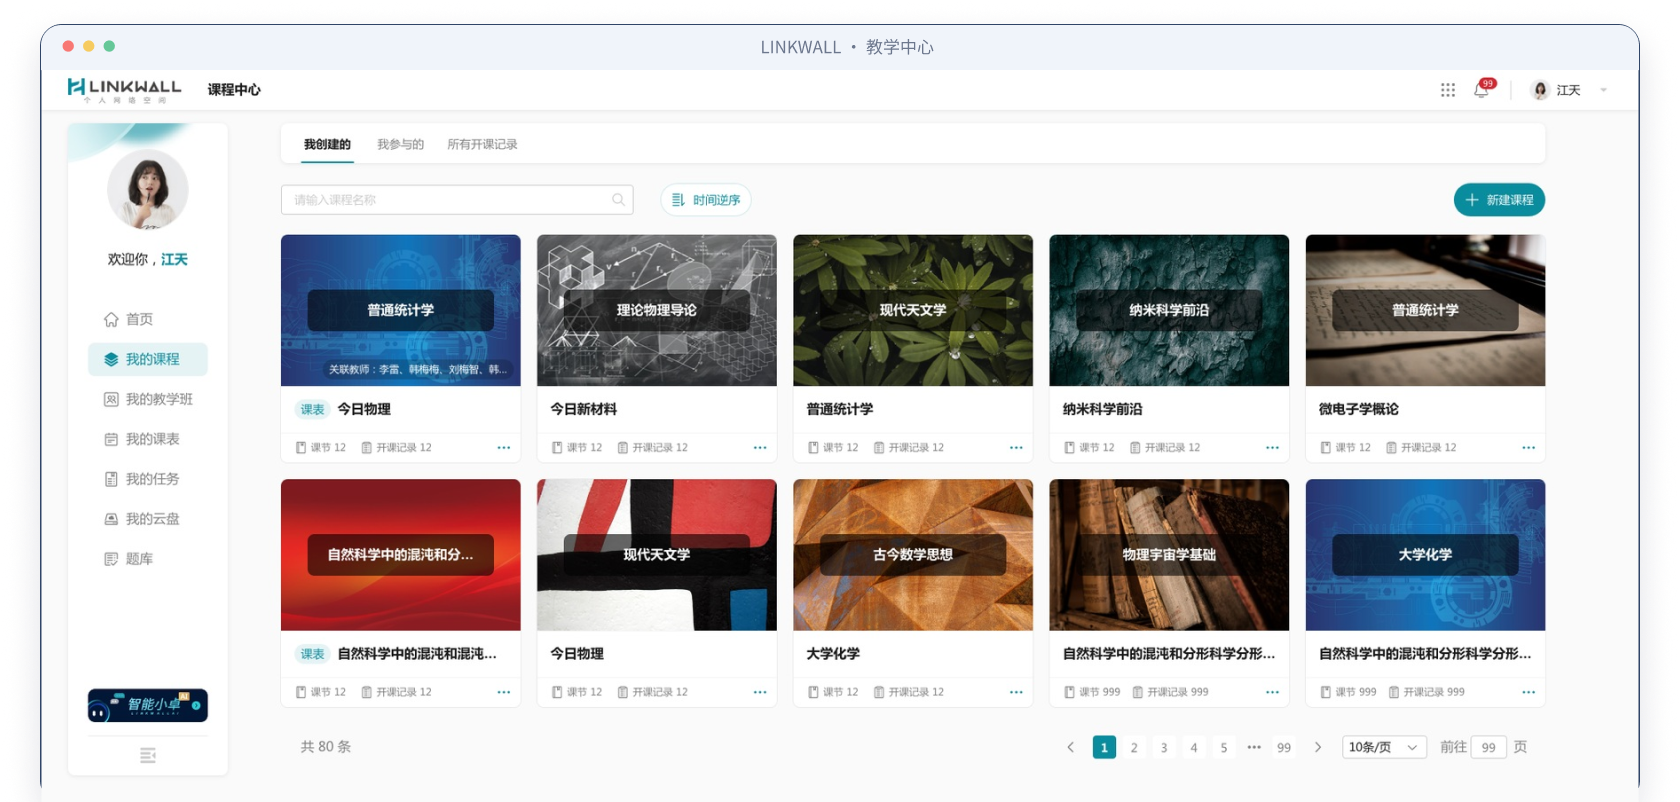 LINKWALL · 教学中心
LINKWALL
个人网络空间
课程中心
99
江天
欢迎你，江天
首页
我的课程
我的教学班
我的课表
我的任务
我的云盘
题库
智能小卓
AI
我创建的 我参与的 所有开课记录
请输入课程名称
时间逆序
新建课程
普通统计学
关联教师：李雷、韩梅梅、刘梅智、韩...
课表 今日物理
课节 12 开课记录 12
理论物理导论
今日新材料
课节 12 开课记录 12
现代天文学
普通统计学
课节 12 开课记录 12
纳米科学前沿
纳米科学前沿
课节 12 开课记录 12
普通统计学
微电子学概论
课节 12 开课记录 12
自然科学中的混沌和分...
课表 自然科学中的混沌和混沌...
课节 12 开课记录 12
现代天文学
今日物理
课节 12 开课记录 12
古今数学思想
大学化学
课节 12 开课记录 12
物理宇宙学基础
自然科学中的混沌和分形科学分形...
课节 999 开课记录 999
大学化学
自然科学中的混沌和分形科学分形...
课节 999 开课记录 999
共 80 条
1 2 3 4 5 ••• 99
10条/页
前往 99 页